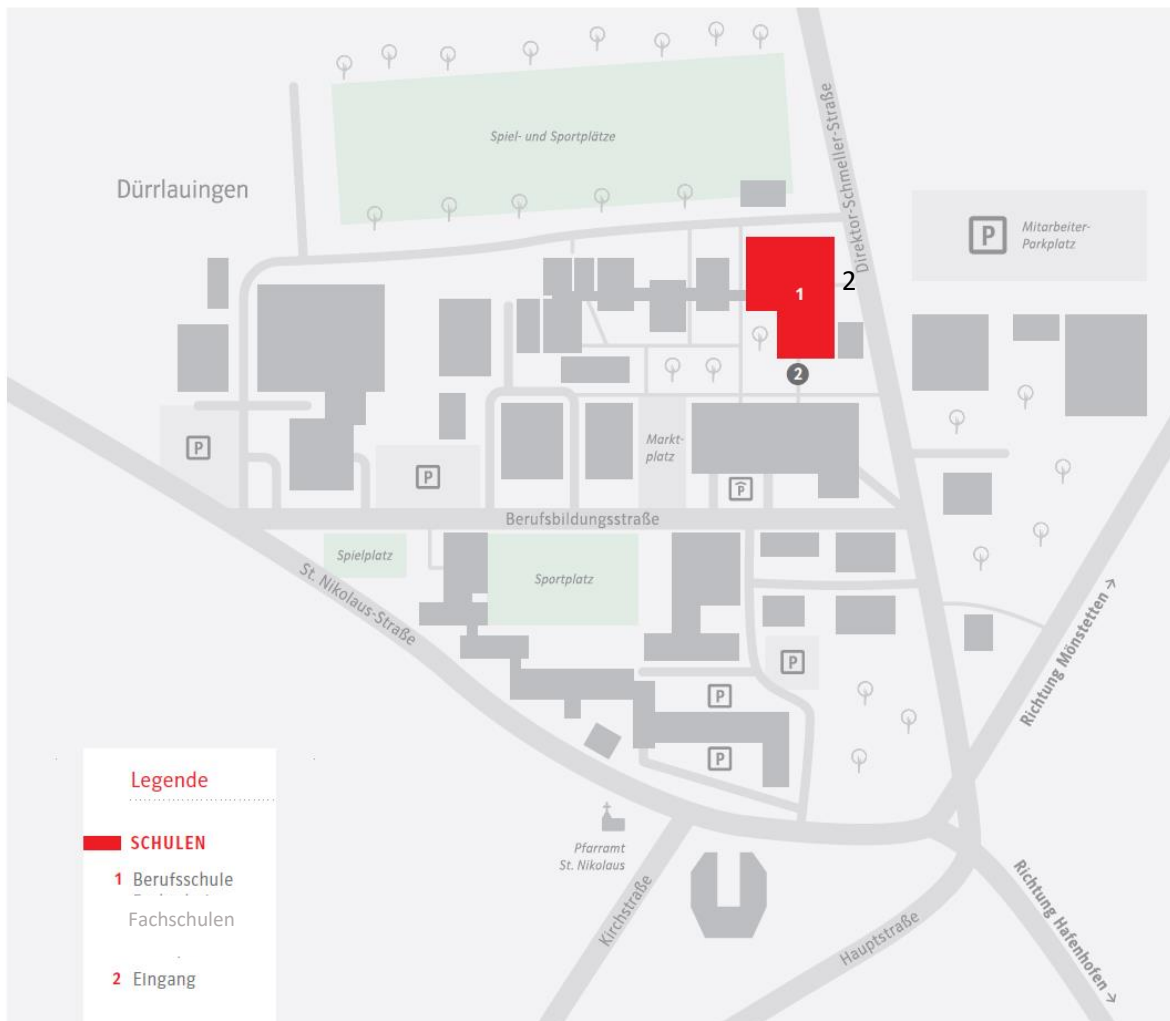 Spiel- und Sportplätze
Dürrlauingen
Direktor-Schmeller-Straße
P
Mitarbeiter-
Parkplatz
1
2
2
Markt-
platz
P
P
P
Berufsbildungsstraße
Spielplatz
Sportplatz
St. Nikolaus-Straße
P
P
P
Richtung Mönstetten
Pfarramt
St. Nikolaus
Kirchstraße
Hauptstraße
Richtung Hafenhofen
Legende
SCHULEN
1 Berufsschule
Fachschulen
2 EIngang